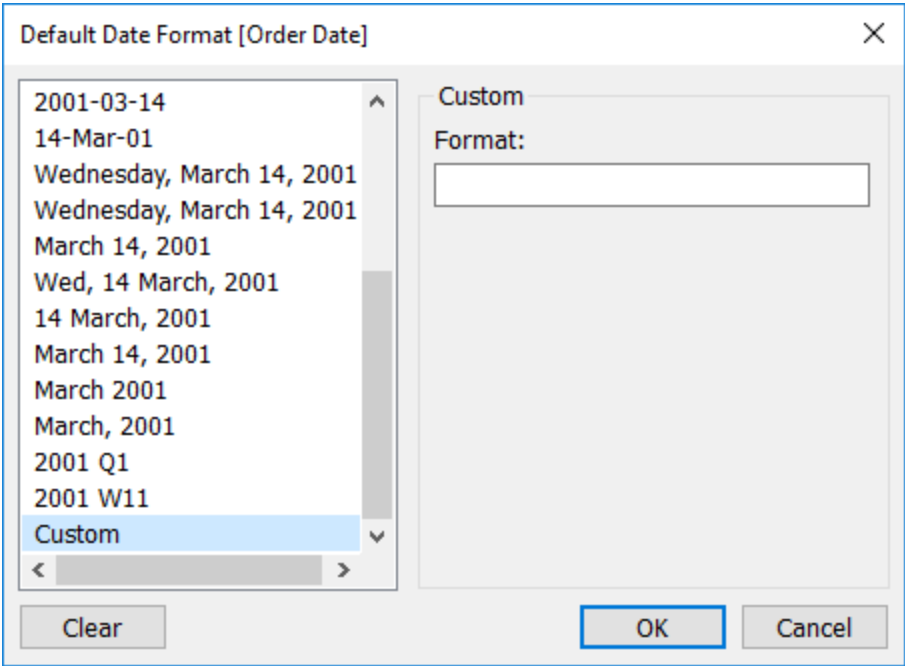 Default Date Format [Order Date]
2001-03-14
14-Mar-01
Wednesday, March 14, 2001
Wednesday, March 14, 2001
March 14, 2001
Wed, 14 March, 2001
14 March, 2001
March 14, 2001
March 2001
March, 2001
2001 Q1
2001 W11
Custom
Custom
Format:
Clear
OK
Cancel